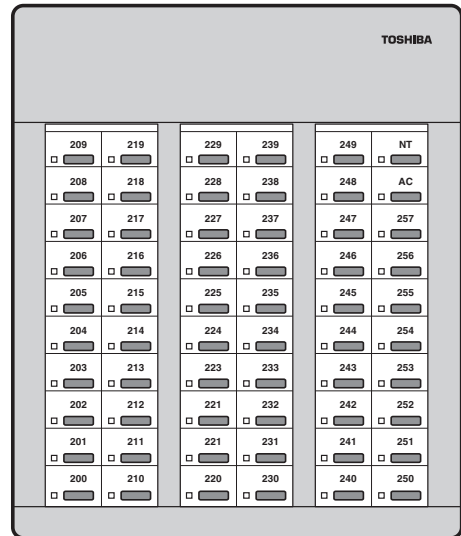 TOSHIBA
209 219 229 239 249 NT
208 218 228 238 248 AC
207 217 227 237 247 257
206 216 226 236 246 256
205 215 225 235 245 255
204 214 224 234 244 254
203 213 223 233 243 253
202 212 221 232 242 252
201 211 221 231 241 251
200 210 220 230 240 250